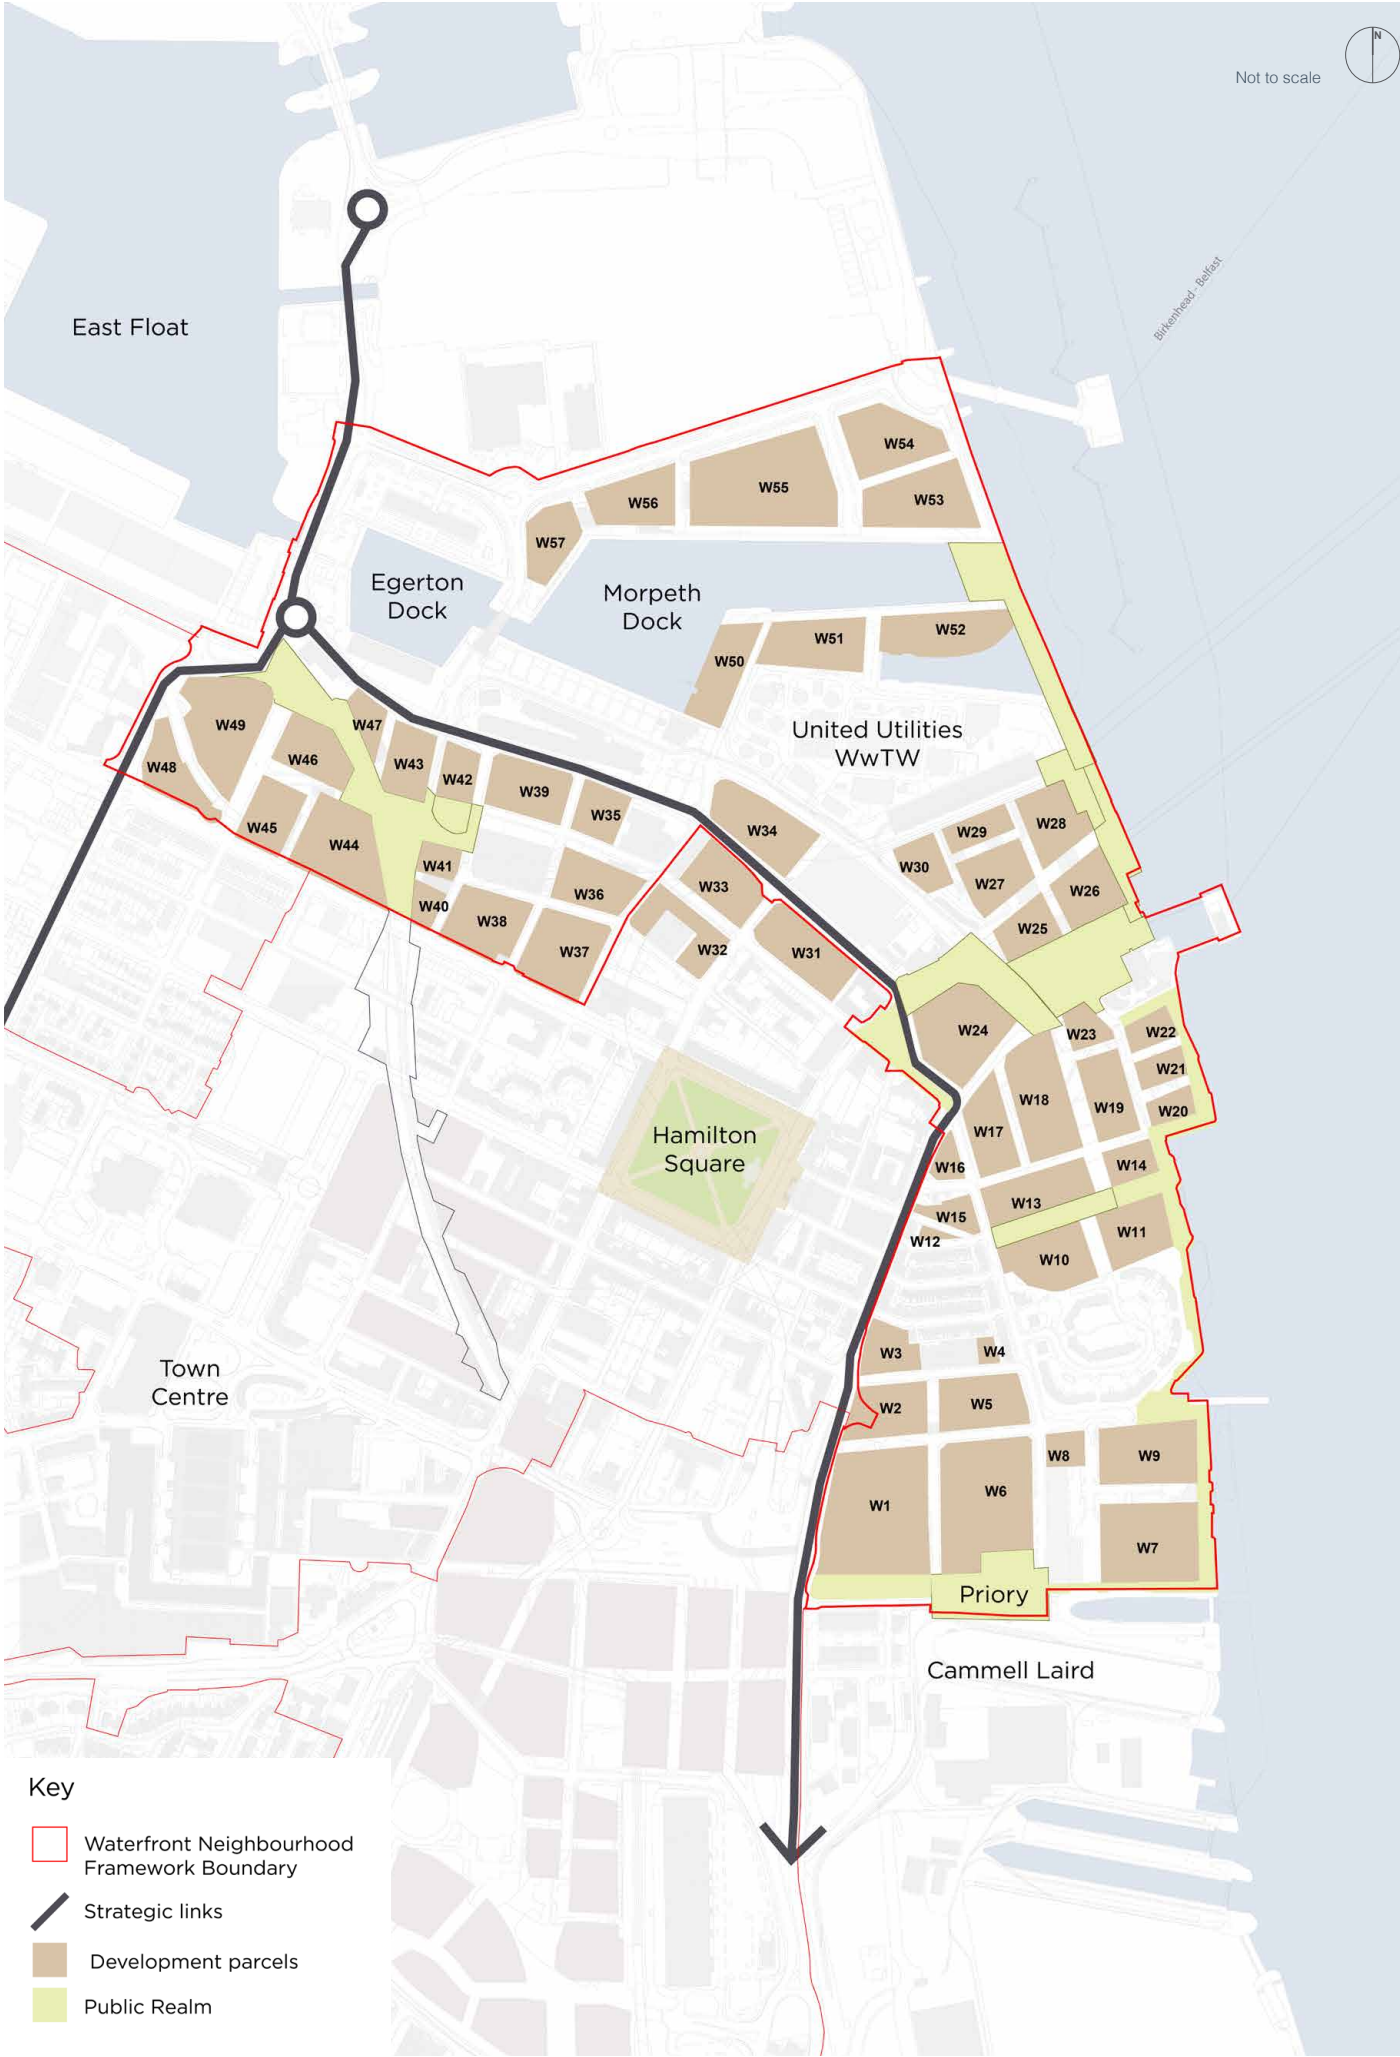 N
Not to scale
Birkenhead - Belfast
East Float
W54
W55
W53
W56
W57
Egerton
Dock
Morpeth
Dock
W52
W51
W50
United Utilities
WwTW
W49
W47
W46
W43
W48
W42
W39
W35
W45
W44
W34
W29
W28
W41
W30
W33
W27
W26
W36
W40
W38
W25
W37
W32
W31
W24
W23
W22
W21
W18
W19
W20
W17
Hamilton
Square
W16
W14
W13
W15
W12
W11
W10
W3
W4
Town
Centre
W2
W5
W8
W9
W6
W1
W7
Priory
Cammell Laird
Key
Waterfront Neighbourhood
Framework Boundary
Strategic links
Development parcels
Public Realm